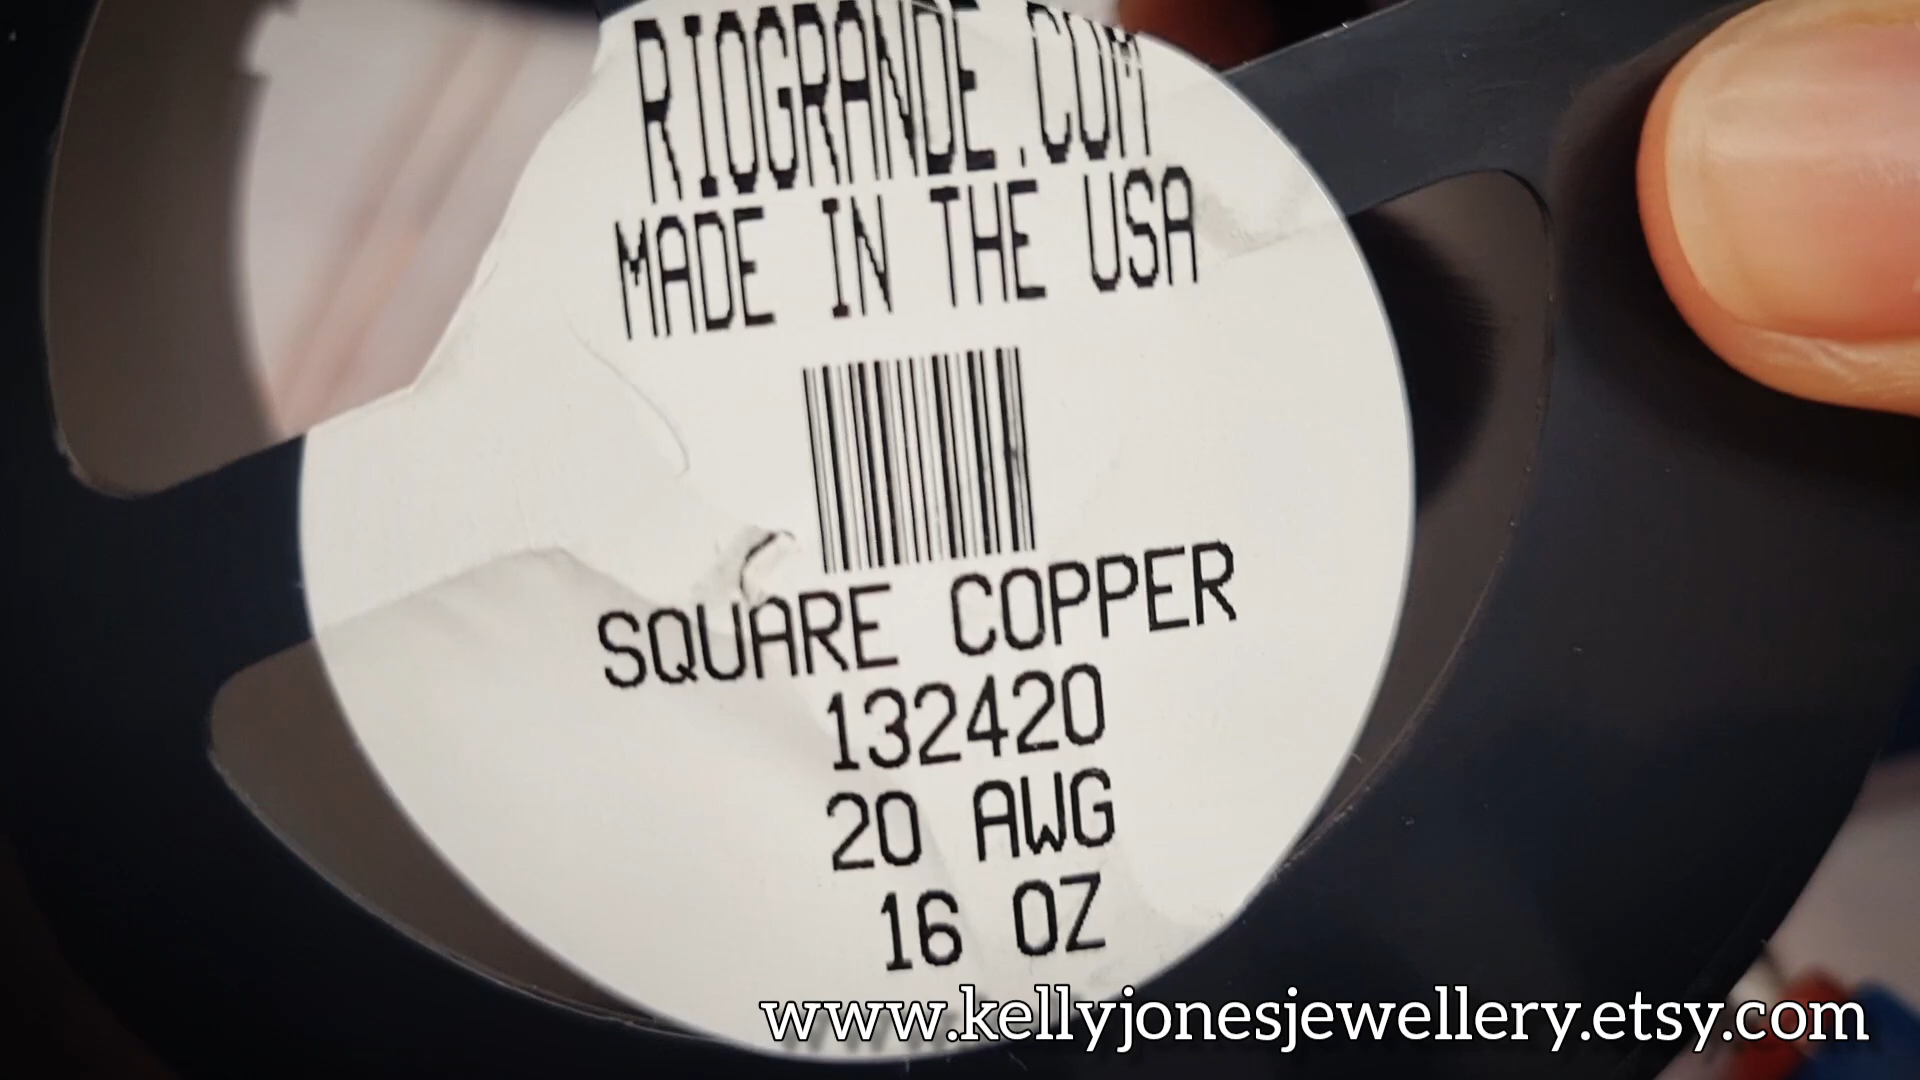 RIOGRANDE.COM
MADE IN THE USA
SQUARE COPPER
132420
20 AWG
16 OZ
www.kellyjonesjewellery.etsy.com